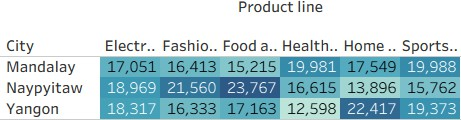 Product line
City Electr.. Fashio.. Food a.. Health.. Home .. Sports..
Mandalay 17,051 16,413 15,215 19,981 17,549 19,988
Naypyitaw 18,969 21,560 23,767 16,615 13,896 15,762
Yangon 18,317 16,333 17,163 12,598 22,417 19,373